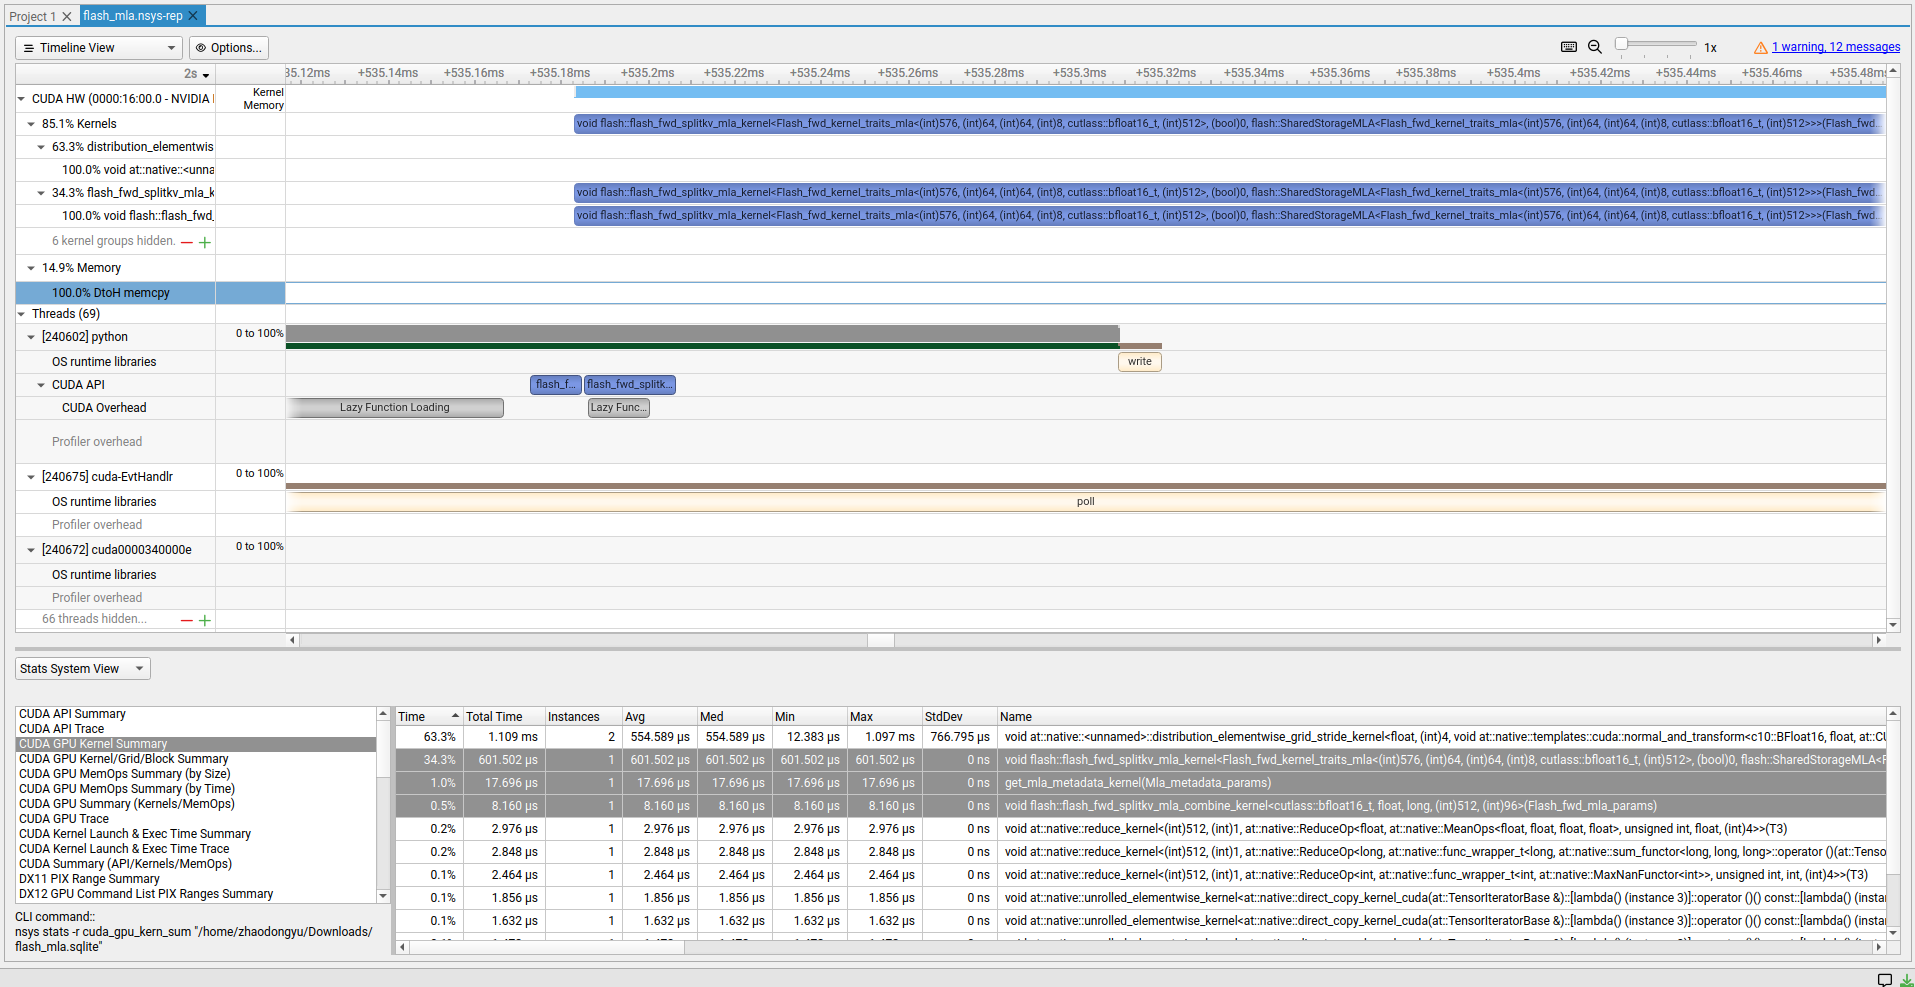 Project 1
flash_mla.nsys-rep
Timeline View
Options...
1x
1 warning, 12 messages
2s
35.12ms +535.14ms +535.16ms +535.18ms +535.2ms +535.22ms +535.24ms +535.26ms +535.28ms +535.3ms +535.32ms +535.34ms +535.36ms +535.38ms +535.4ms +535.42ms +535.44ms +535.46ms +535.48ms
CUDA HW (0000:16:00.0 - NVIDIA
Kernel
Memory
85.1% Kernels
void flash::flash_fwd_splitkv_mla_kernel<Flash_fwd_kernel_traits_mla<(int)576, (int)64, (int)64, (int)8, cutlass::bfloat16_t, (int)512>, (bool)0, flash::SharedStorageMLA<Flash_fwd_kernel_traits_mla<(int)576, (int)64, (int)64, (int)8, cutlass::bfloat16_t, (int)512>>>(Flash_fwd...
63.3% distribution_elementwis
100.0% void at::native::<unna
34.3% flash_fwd_splitkv_mla_k
void flash::flash_fwd_splitkv_mla_kernel<Flash_fwd_kernel_traits_mla<(int)576, (int)64, (int)64, (int)8, cutlass::bfloat16_t, (int)512>, (bool)0, flash::SharedStorageMLA<Flash_fwd_kernel_traits_mla<(int)576, (int)64, (int)64, (int)8, cutlass::bfloat16_t, (int)512>>>(Flash_fwd...
100.0% void flash::flash_fwd_
void flash::flash_fwd_splitkv_mla_kernel<Flash_fwd_kernel_traits_mla<(int)576, (int)64, (int)64, (int)8, cutlass::bfloat16_t, (int)512>, (bool)0, flash::SharedStorageMLA<Flash_fwd_kernel_traits_mla<(int)576, (int)64, (int)64, (int)8, cutlass::bfloat16_t, (int)512>>>(Flash_fwd...
6 kernel groups hidden.
14.9% Memory
100.0% DtoH memcpy
Threads (69)
[240602] python
0 to 100%
OS runtime libraries
write
CUDA API
flash_f...
flash_fwd_splitk...
CUDA Overhead
Lazy Function Loading
Lazy Func...
Profiler overhead
[240675] cuda-EvtHandlr
0 to 100%
OS runtime libraries
poll
Profiler overhead
[240672] cuda0000340000e
0 to 100%
OS runtime libraries
Profiler overhead
66 threads hidden...
Stats System View
CUDA API Summary
CUDA API Trace
CUDA GPU Kernel Summary
CUDA GPU Kernel/Grid/Block Summary
CUDA GPU MemOps Summary (by Size)
CUDA GPU MemOps Summary (by Time)
CUDA GPU Summary (Kernels/MemOps)
CUDA GPU Trace
CUDA Kernel Launch & Exec Time Summary
CUDA Kernel Launch & Exec Time Trace
CUDA Summary (API/Kernels/MemOps)
DX11 PIX Range Summary
DX12 GPU Command List PIX Ranges Summary
CLI command::
nsys stats -r cuda_gpu_kern_sum "/home/zhaodongyu/Downloads/
flash_mla.sqlite"
Time Total Time Instances Avg Med Min Max StdDev Name
63.3% 1.109 ms 2 554.589 μs 554.589 μs 12.383 μs 1.097 ms 766.795 μs void at::native::<unnamed>::distribution_elementwise_grid_stride_kernel<float, (int)4, void at::native::templates::cuda::normal_and_transform<c10::BFloat16, float, at::CU
34.3% 601.502 μs 1 601.502 μs 601.502 μs 601.502 μs 601.502 μs 0 ns void flash::flash_fwd_splitkv_mla_kernel<Flash_fwd_kernel_traits_mla<(int)576, (int)64, (int)64, (int)8, cutlass::bfloat16_t, (int)512>, (bool)0, flash::SharedStorageMLA<F
1.0% 17.696 μs 1 17.696 μs 17.696 μs 17.696 μs 17.696 μs 0 ns get_mla_metadata_kernel(Mla_metadata_params)
0.5% 8.160 μs 1 8.160 μs 8.160 μs 8.160 μs 8.160 μs 0 ns void flash::flash_fwd_splitkv_mla_combine_kernel<cutlass::bfloat16_t, float, long, (int)512, (int)96>(Flash_fwd_mla_params)
0.2% 2.976 μs 1 2.976 μs 2.976 μs 2.976 μs 2.976 μs 0 ns void at::native::reduce_kernel<(int)512, (int)1, at::native::ReduceOp<float, at::native::MeanOps<float, float, float, float>, unsigned int, float, (int)4>>(T3)
0.2% 2.848 μs 1 2.848 μs 2.848 μs 2.848 μs 2.848 μs 0 ns void at::native::reduce_kernel<(int)512, (int)1, at::native::ReduceOp<long, at::native::func_wrapper_t<long, at::native::sum_functor<long, long, long>::operator ()(at::Tenso
0.1% 2.464 μs 1 2.464 μs 2.464 μs 2.464 μs 2.464 μs 0 ns void at::native::reduce_kernel<(int)512, (int)1, at::native::ReduceOp<int, at::native::func_wrapper_t<int, at::native::MaxNanFunctor<int>>, unsigned int, int, (int)4>>(T3)
0.1% 1.856 μs 1 1.856 μs 1.856 μs 1.856 μs 1.856 μs 0 ns void at::native::unrolled_elementwise_kernel<at::native::direct_copy_kernel_cuda(at::TensorIteratorBase &)::[lambda() (instance 3)]::operator ()() const::[lambda() (instan
0.1% 1.632 μs 1 1.632 μs 1.632 μs 1.632 μs 1.632 μs 0 ns void at::native::unrolled_elementwise_kernel<at::native::direct_copy_kernel_cuda(at::TensorIteratorBase &)::[lambda() (instance 3)]::operator ()() const::[lambda() (instan